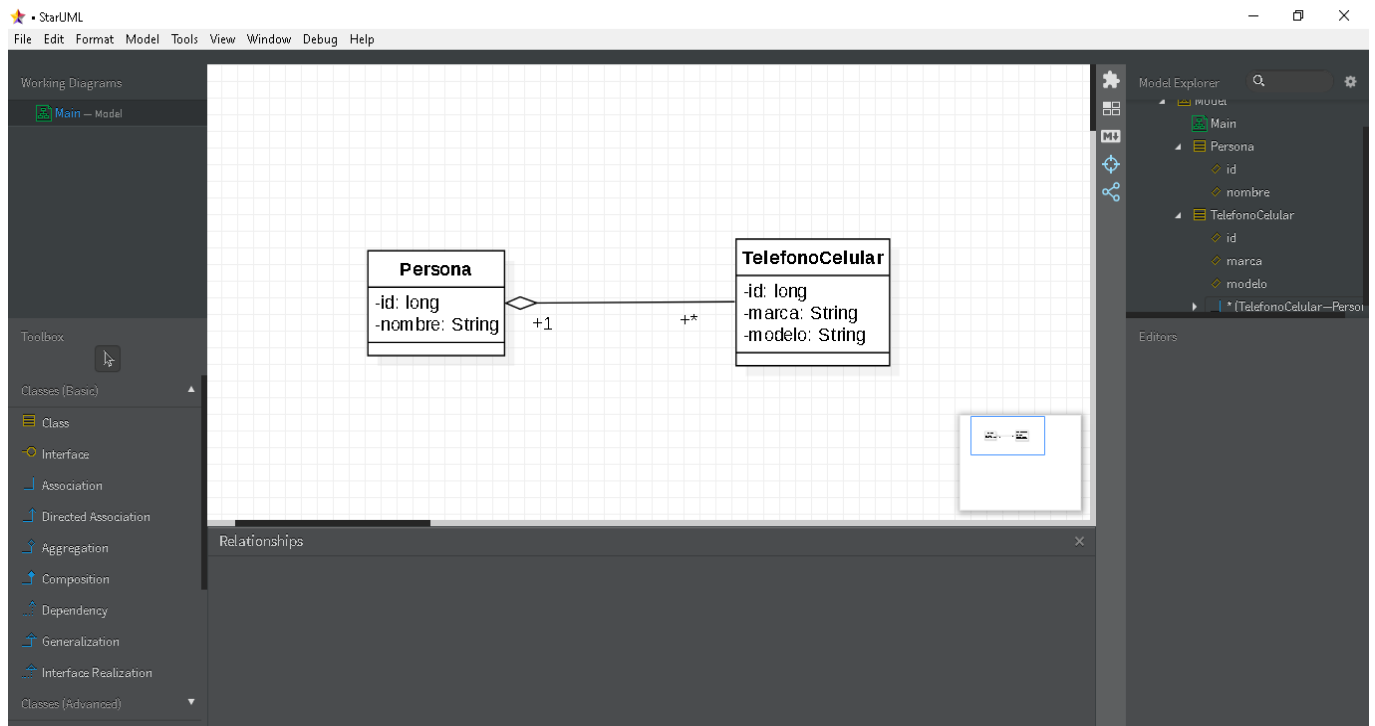 • StarUML
File Edit Format Model Tools View Window Debug Help
Working Diagrams
Main — Model
Toolbox
Classes (Basic)
Class
Interface
Association
Directed Association
Aggregation
Composition
Dependency
Generalization
Interface Realization
Classes (Advanced)
Persona
-id: long
-nombre: String
+1
+*
TelefonoCelular
-id: long
-marca: String
-modelo: String
Relationships
M
Model Explorer
Model
Main
Persona
id
nombre
TelefonoCelular
id
marca
modelo
* (TelefonoCelular—Persor
Editors